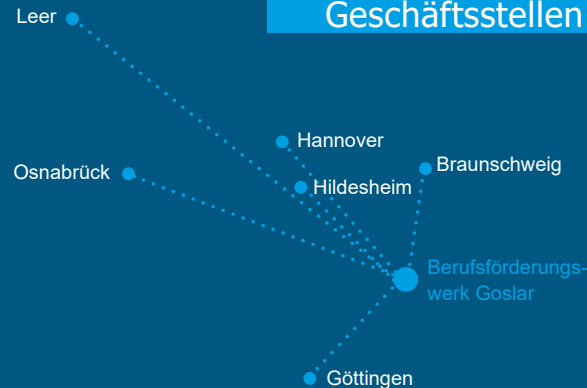 Geschäftsstellen
Leer
Hannover
Braunschweig
Osnabrück
Hildesheim
Berufsförderungs-
werk Goslar
Göttingen